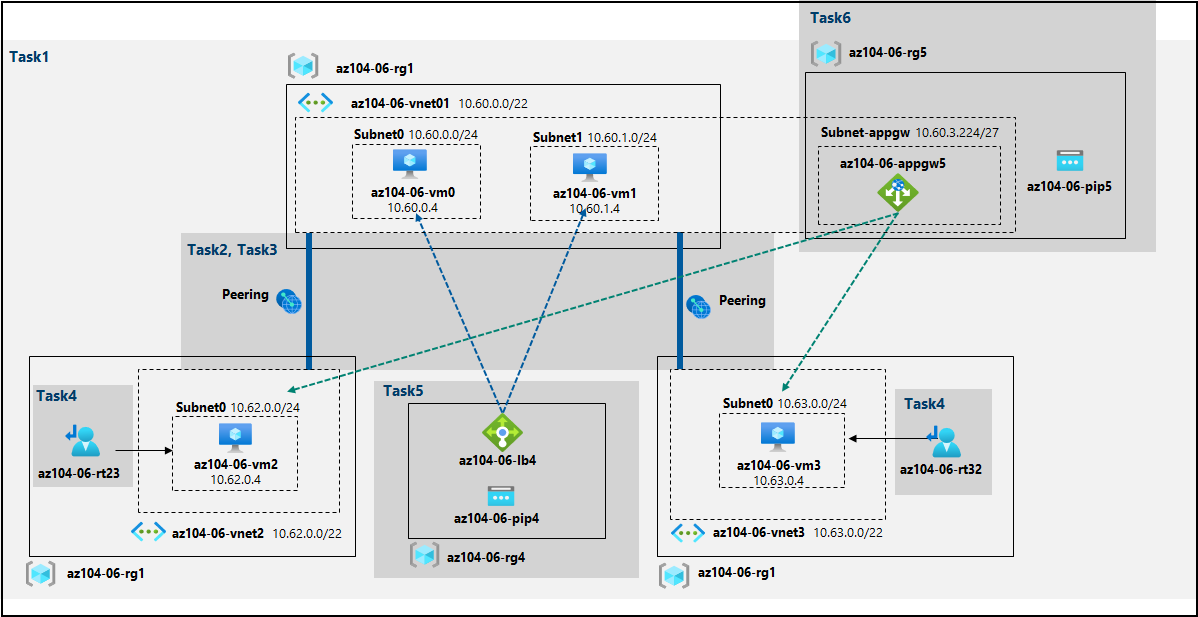 Task6
Task1
az104-06-rg5
az104-06-rg1
az104-06-vnet01 10.60.0.0/22
Subnet0 10.60.0.0/24
Subnet1 10.60.1.0/24
Subnet-appgw 10.60.3.224/27
az104-06-appgw5
az104-06-pip5
az104-06-vm0
10.60.0.4
az104-06-vm1
10.60.1.4
Task2, Task3
Peering
Peering
Task4
Subnet0 10.62.0.0/24
az104-06-vm2
10.62.0.4
az104-06-rt23
az104-06-vnet2 10.62.0.0/22
az104-06-rg1
Task5
az104-06-lb4
az104-06-pip4
az104-06-rg4
Subnet0 10.63.0.0/24
az104-06-vm3
10.63.0.4
Task4
az104-06-rt32
az104-06-vnet3 10.63.0.0/22
az104-06-rg1